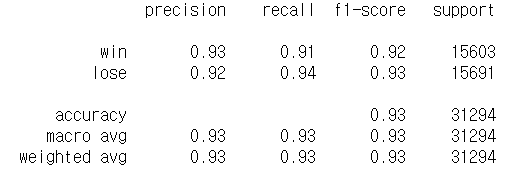 precision recall f1-score support
win 0.93 0.91 0.92 15603
lose 0.92 0.94 0.93 15691
accuracy 0.93 31294
macro avg 0.93 0.93 0.93 31294
weighted avg 0.93 0.93 0.93 31294